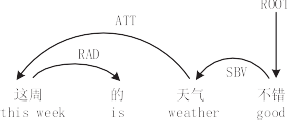 ROOT
ATT
RAD
SBV
这周 的 天气 不错
this week is weather good